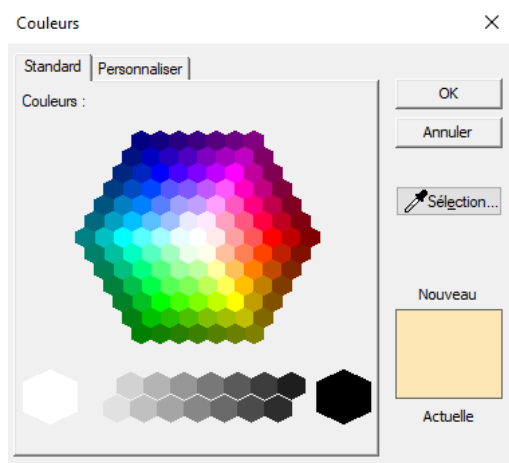 Couleurs
Standard
Personnaliser
Couleurs :
OK
Annuler
Sélection...
Nouveau
Actuelle